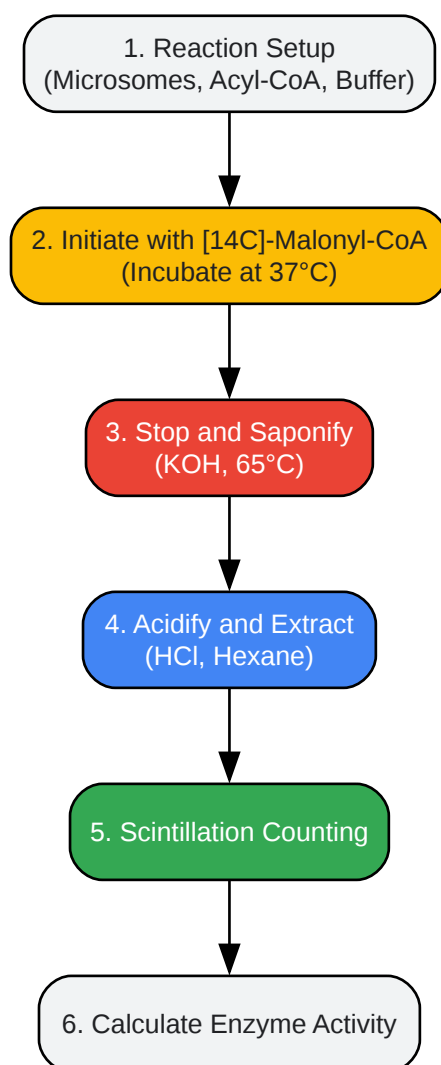 1. Reaction Setup
(Microsomes, Acyl-CoA, Buffer)
2. Initiate with [14C]-Malonyl-CoA
(Incubate at 37°C)
3. Stop and Saponify
(KOH, 65°C)
4. Acidify and Extract
(HCl, Hexane)
5. Scintillation Counting
6. Calculate Enzyme Activity